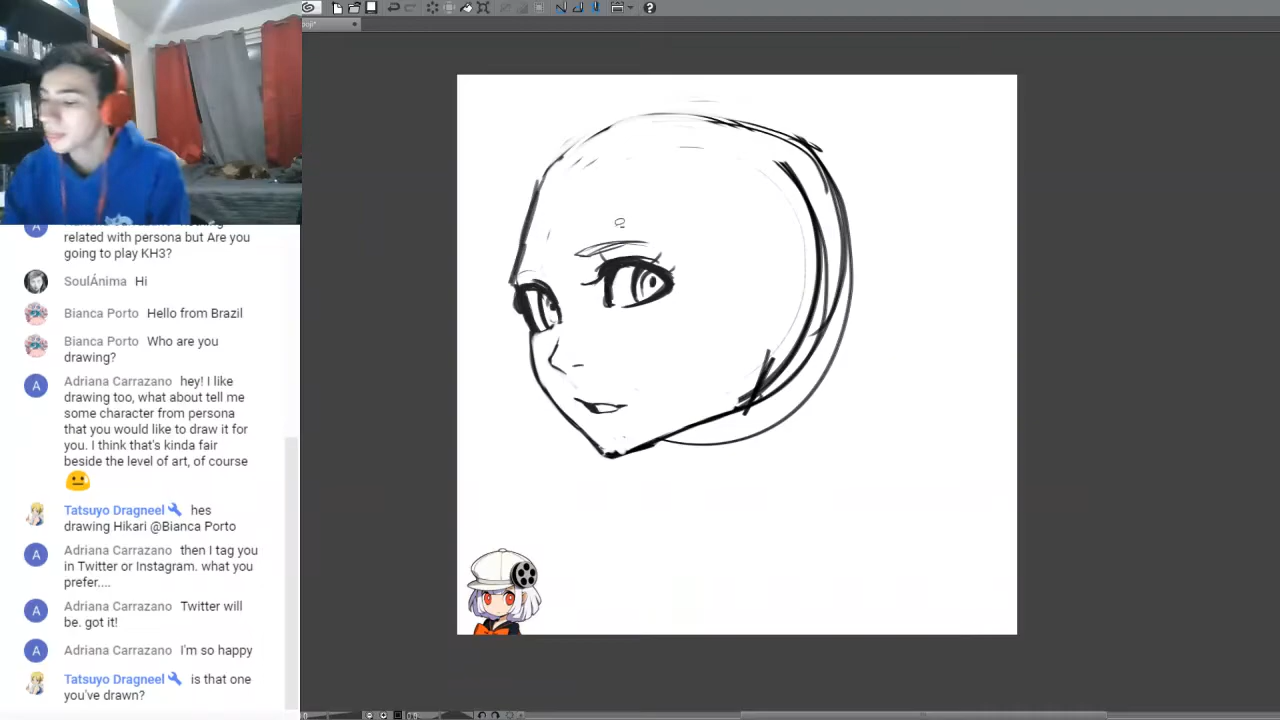 related with persona but Are you
going to play KH3?
SoulÁnima Hi
Bianca Porto Hello from Brazil
Bianca Porto Who are you
drawing?
A Adriana Carrazano hey! I like
drawing too, what about tell me
some character from persona
that you would like to draw it for
you. I think that's kinda fair
beside the level of art, of course
Tatsuyo Dragneel hes
drawing Hikari @Bianca Porto
A Adriana Carrazano then I tag you
in Twitter or Instagram. what you
prefer....
A Adriana Carrazano Twitter will
be. got it!
A Adriana Carrazano I'm so happy
Tatsuyo Dragneel is that one
you've drawn?